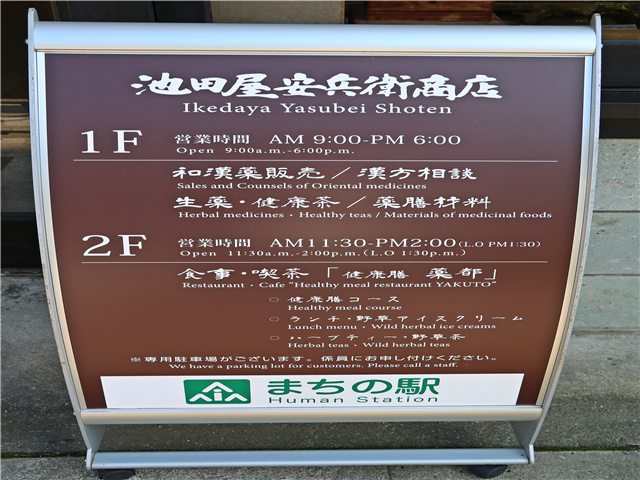 池田屋安兵衛商店
Ikedaya Yasubei Shoten
1F 営業時間 AM 9:00-PM 6:00
Open 9:00a.m.-6:00p.m.
和漢薬販売／漢方相談
Sales and Counsels of Oriental medicines
生薬・健康茶／薬膳材料
Herbal medicines・Healthy teas / Materials of medicinal foods
2F 営業時間 AM11:30-PM2:00(L.O PM1:30)
Open 11:30a.m.-2:00p.m.(L.O 1:30p.m.)
食事・喫茶「健康膳 薬都」
Restaurant・Cafe "Healthy meal restaurant YAKUTO"
○ 健康膳コース
Healthy meal course
○ ランチ・野草アイスクリーム
Lunch menu・Wild herbal ice creams
○ ハーブティー・野草茶
Herbal teas・Wild herbal teas
※専用駐車場がございます。係員にお申し付けください。
We have a parking lot for customers. Please call a staff.
まちの駅
Human Station